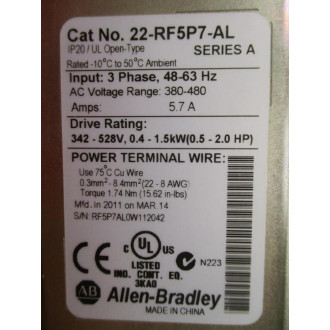 Cat No. 22-RF5P7-AL
IP20 / UL Open-Type SERIES A
Rated -10°C to 50°C Ambient
Input: 3 Phase, 48-63 Hz
AC Voltage Range: 380-480
Amps: 5.7 A
Drive Rating:
342 - 528V, 0.4 - 1.5kW(0.5 - 2.0 HP)
POWER TERMINAL WIRE:
Use 75°C Cu Wire
0.3mm² - 8.4mm²(22 - 8 AWG)
Torque 1.74 Nm (15.62 in-lbs)
Mfd. in 2011 on MAR.14
S/N: RF5P7AL0W112042
C UL US
LISTED
IND. CONT. EQ.
3KA0
N223
AB Allen-Bradley
MADE IN CHINA